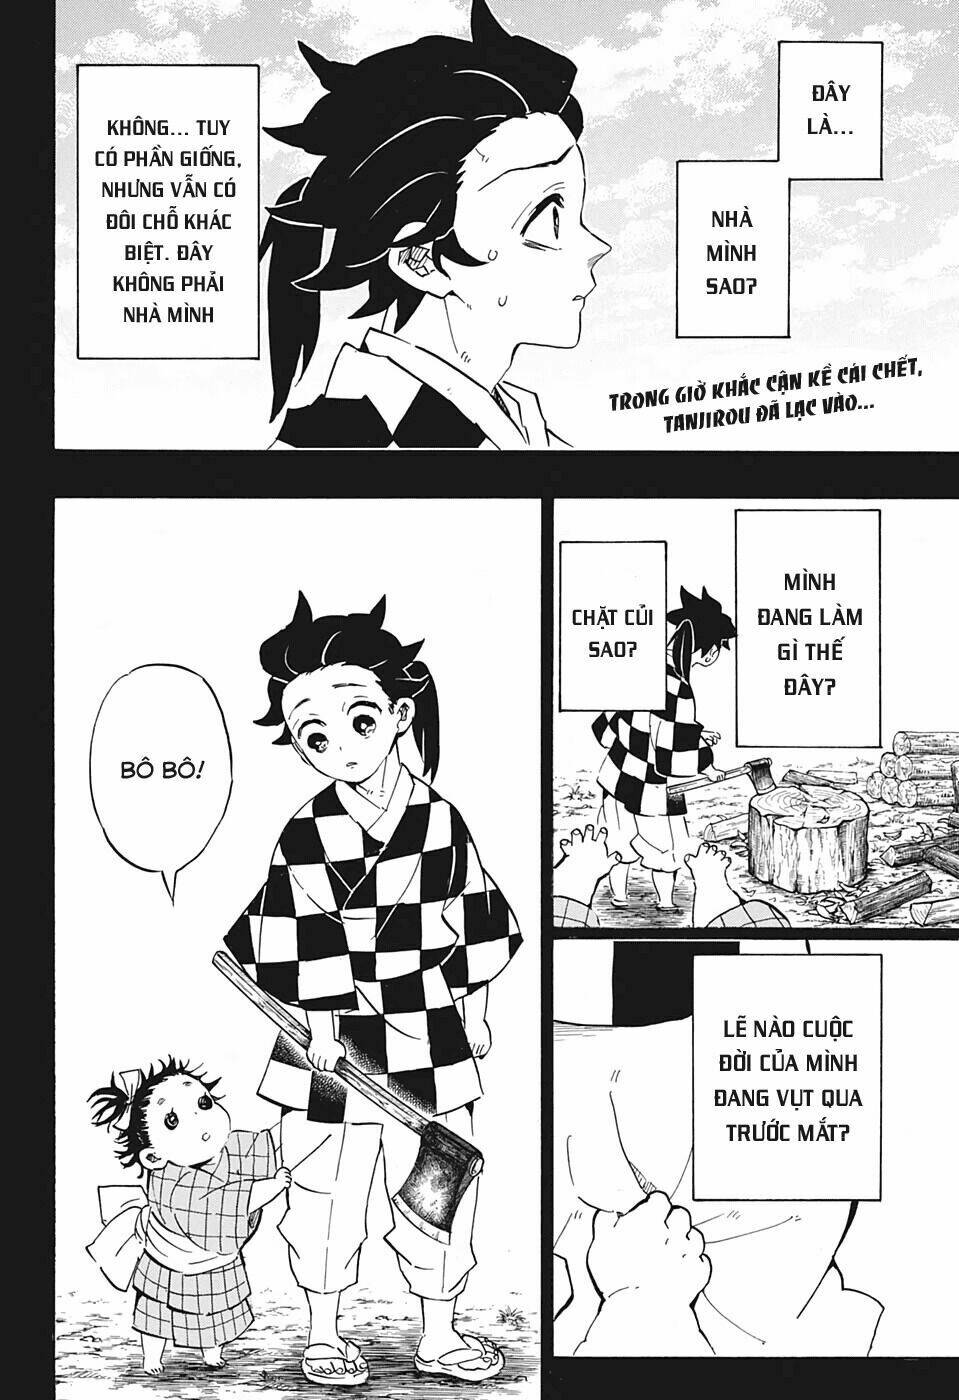 ĐÂY
LÀ...
NHÀ
MÌNH
SAO?
KHÔNG... TUY
CÓ PHẦN GIỐNG,
NHƯNG VẪN CÓ
ĐÔI CHỖ KHÁC
BIỆT. ĐÂY
KHÔNG PHẢI
NHÀ MÌNH
TRONG GIỜ KHẮC CẬN KỀ CÁI CHẾT,
TANJIROU ĐÃ LẠC VÀO...
MÌNH
ĐANG LÀM
GÌ THẾ
ĐÂY?
CHẶT CỦI
SAO?
LẼ NÀO CUỘC
ĐỜI CỦA MÌNH
ĐANG VỤT QUA
TRƯỚC MẮT?
BÔ BÔ!